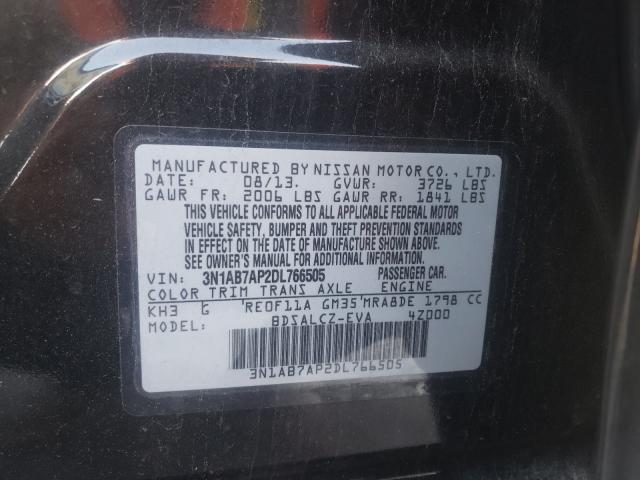 MANUFACTURED BY NISSAN MOTOR CO., LTD.
DATE: 08/13. GVWR: 3726 LBS
GAWR FR: 2006 LBS GAWR RR: 1841 LBS
THIS VEHICLE CONFORMS TO ALL APPLICABLE FEDERAL MOTOR
VEHICLE SAFETY, BUMPER AND THEFT PREVENTION STANDARDS
IN EFFECT ON THE DATE OF MANUFACTURE SHOWN ABOVE.
SEE OWNER'S MANUAL FOR ADDITIONAL INFORMATION
VIN: 3N1AB7AP2DL766505 PASSENGER CAR.
COLOR TRIM TRANS AXLE ENGINE
KH3 G RE0F11A GM35 MRA8DE 1798 CC
MODEL: BDSALCZ-EVA 4Z000
3N1AB7AP2DL766505